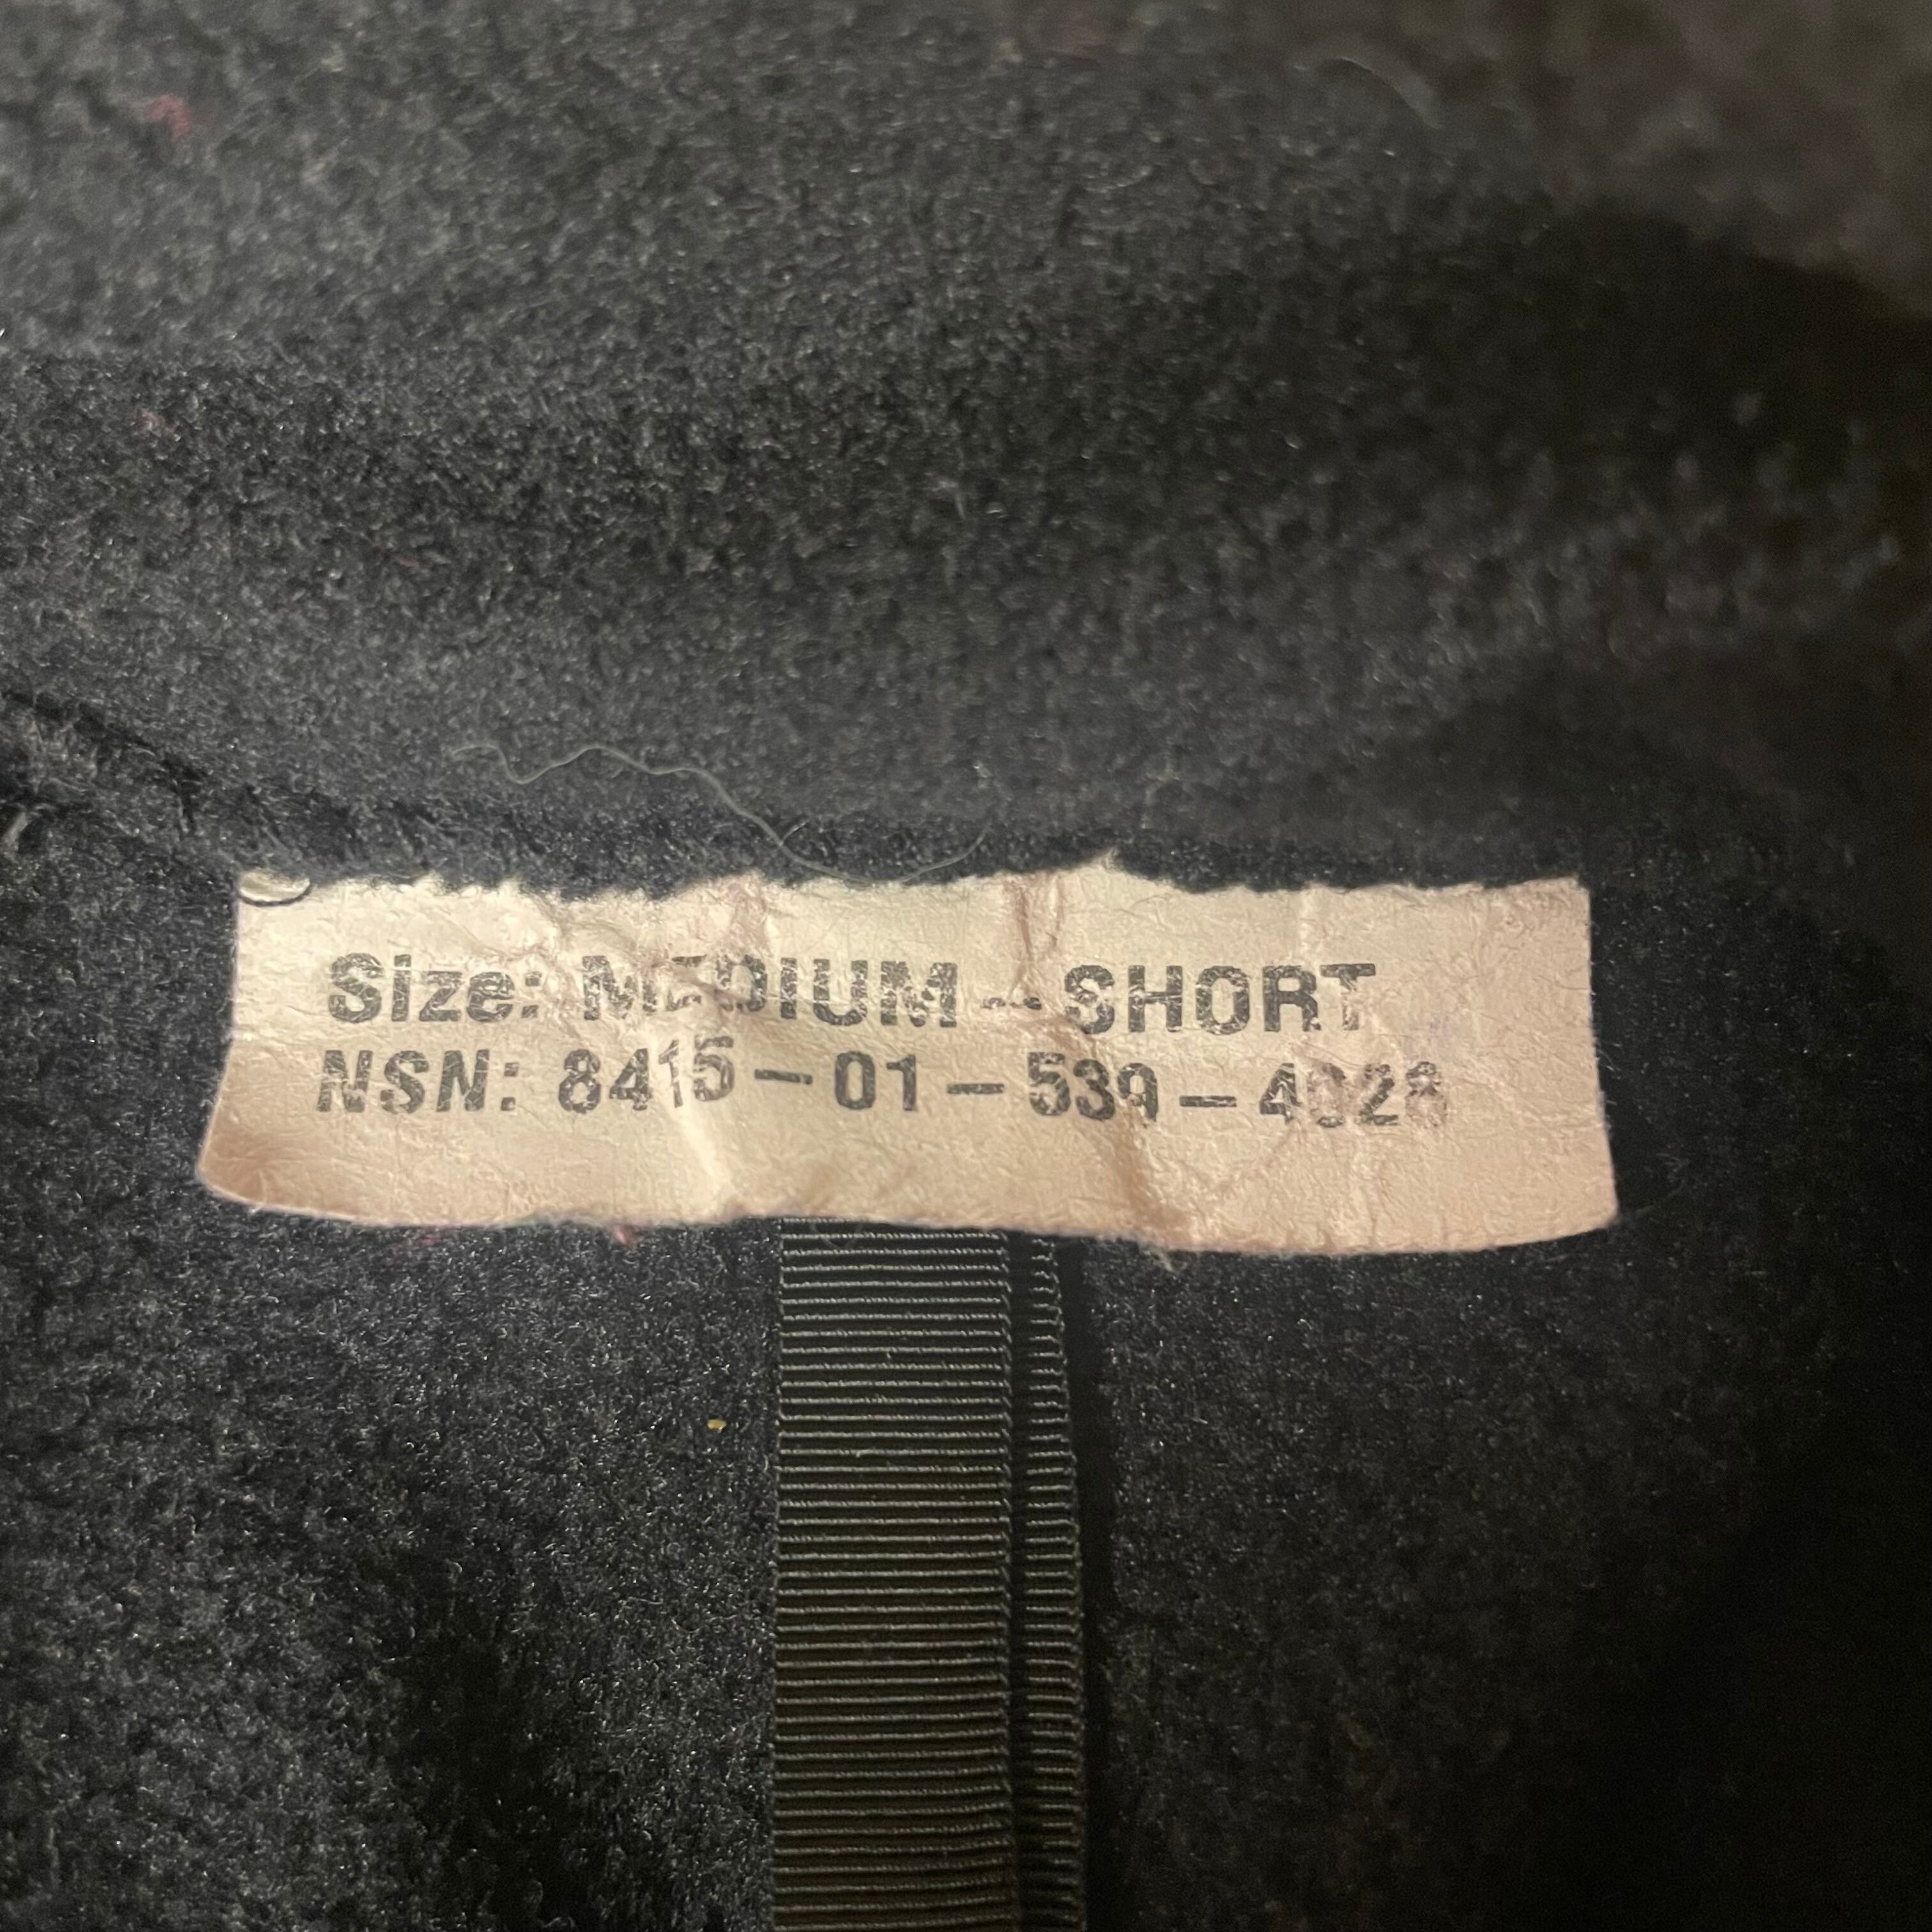 Size: MEDIUM - SHORT
NSN: 8415-01-539-4028